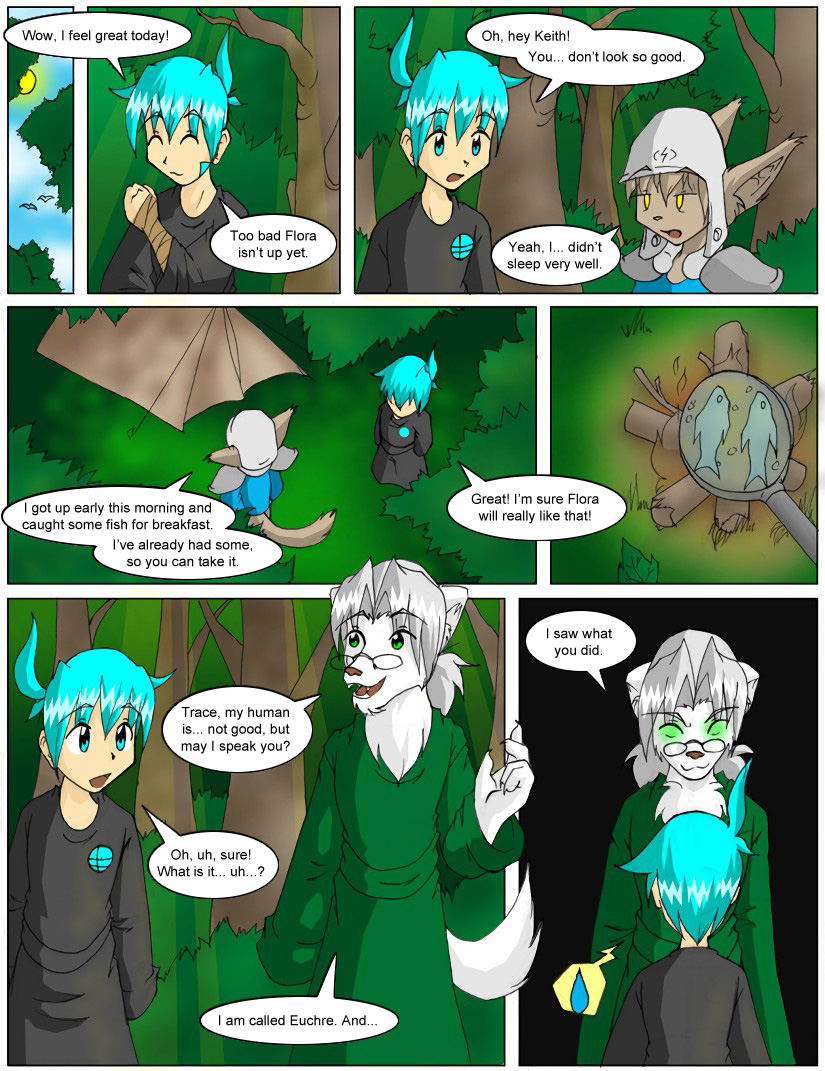 Wow, I feel great today!
Too bad Flora
isn't up yet.
Oh, hey Keith!
You... don't look so good.
Yeah, I... didn't
sleep very well.
I got up early this morning and
caught some fish for breakfast.
I've already had some,
so you can take it.
Great! I'm sure Flora
will really like that!
Trace, my human
is... not good, but
may I speak you?
Oh, uh, sure!
What is it... uh...?
I am called Euchre. And...
I saw what
you did.